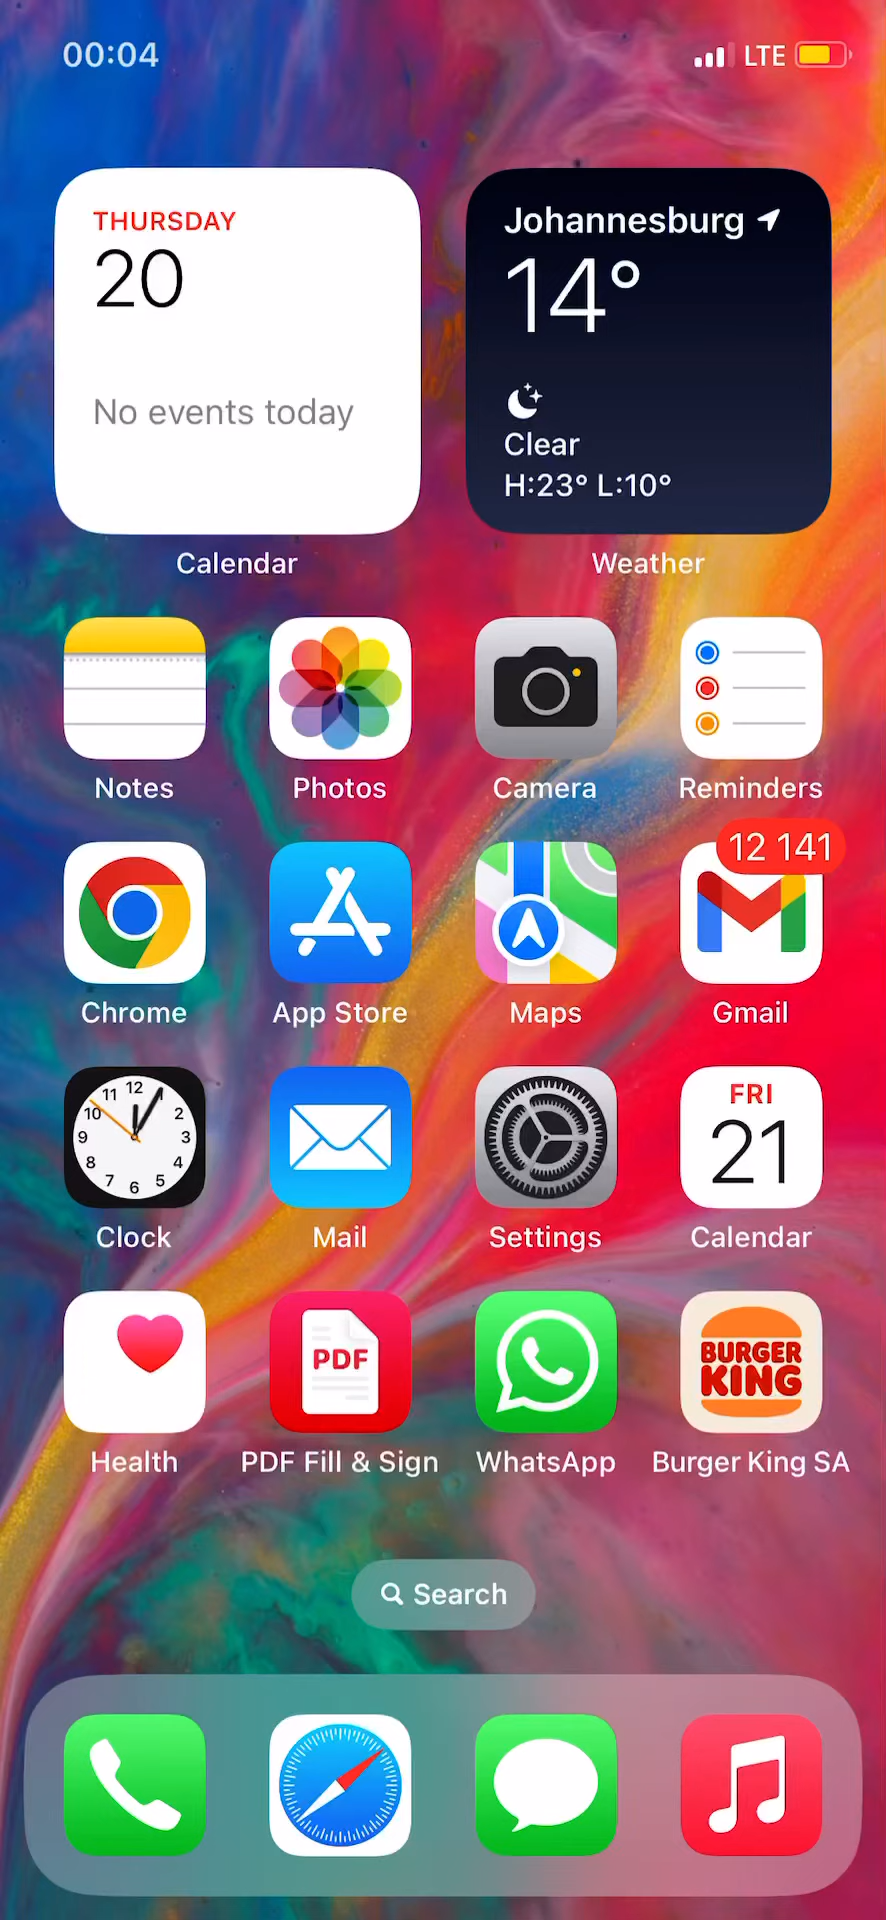 00:04
LTE
THURSDAY
20
No events today
Calendar
Johannesburg
14°
Clear
H:23° L:10°
Weather
Notes
Photos
Camera
Reminders
12 141
Chrome
App Store
Maps
Gmail
12
1
2
3
4
5
6
7
8
9
10
11
FRI
21
Clock
Mail
Settings
Calendar
PDF
BURGER
KING
Health
PDF Fill & Sign
WhatsApp
Burger King SA
Search